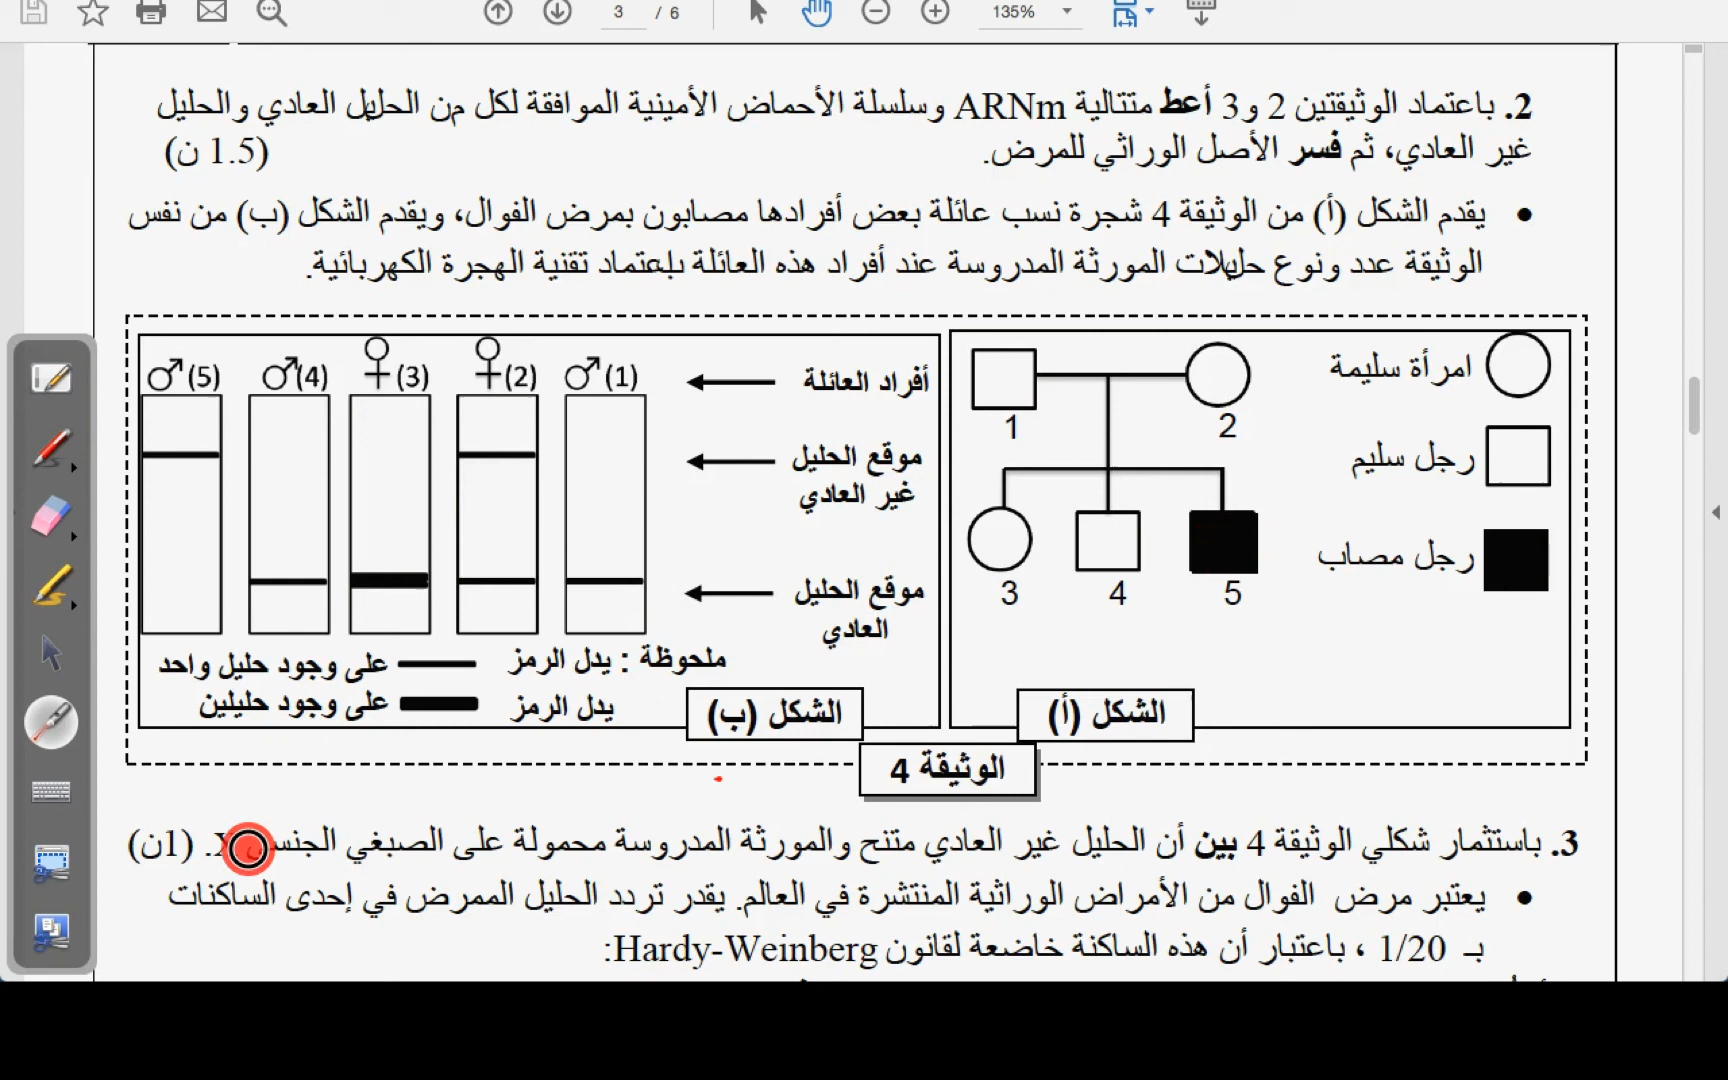 3 / 6
135%
2. باعتماد الوثيقتين 2 و3 أعط متتالية ARNm وسلسلة الأحماض الأمينية الموافقة لكل من الحليل العادي والحليل
غير العادي، ثم فسر الأصل الوراثي للمرض. (1.5 ن)
• يقدم الشكل (أ) من الوثيقة 4 شجرة نسب عائلة بعض أفرادها مصابون بمرض الفوال، ويقدم الشكل (ب) من نفس
الوثيقة عدد ونوع حليلات المورثة المدروسة عند أفراد هذه العائلة باعتماد تقنية الهجرة الكهربائية.
امرأة سليمة
رجل سليم
رجل مصاب
1
2
3
4
5
الشكل (أ)
أفراد العائلة
♂(1) ♀(2) ♀(3) ♂(4) ♂(5)
موقع الحليل
غير العادي
موقع الحليل
العادي
ملحوظة : يدل الرمز على وجود حليل واحد
يدل الرمز على وجود حليلين
الشكل (ب)
الوثيقة 4
3. باستثمار شكلي الوثيقة 4 بين أن الحليل غير العادي متنح والمورثة المدروسة محمولة على الصبغي الجنسي X. (1ن)
• يعتبر مرض الفوال من الأمراض الوراثية المنتشرة في العالم. يقدر تردد الحليل الممرض في إحدى الساكنات
بـ 1/20 ، باعتبار أن هذه الساكنة خاضعة لقانون Hardy-Weinberg: